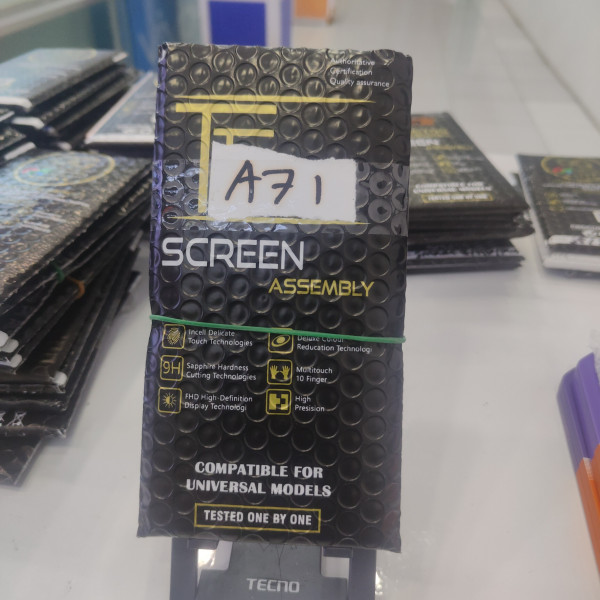 Authoritative
Certification
Quality assurance
TF
A71
SCREEN
ASSEMBLY
Incell Delicate
Touch Technologies
Deluxe Colour
Reducation Technologi
9H
Sapphire Hardness
Cutting Technologies
Multitouch
10 Finger
FHD High-Definition
Display Technologi
High
Presision
COMPATIBLE FOR
UNIVERSAL MODELS
TESTED ONE BY ONE
TECNO